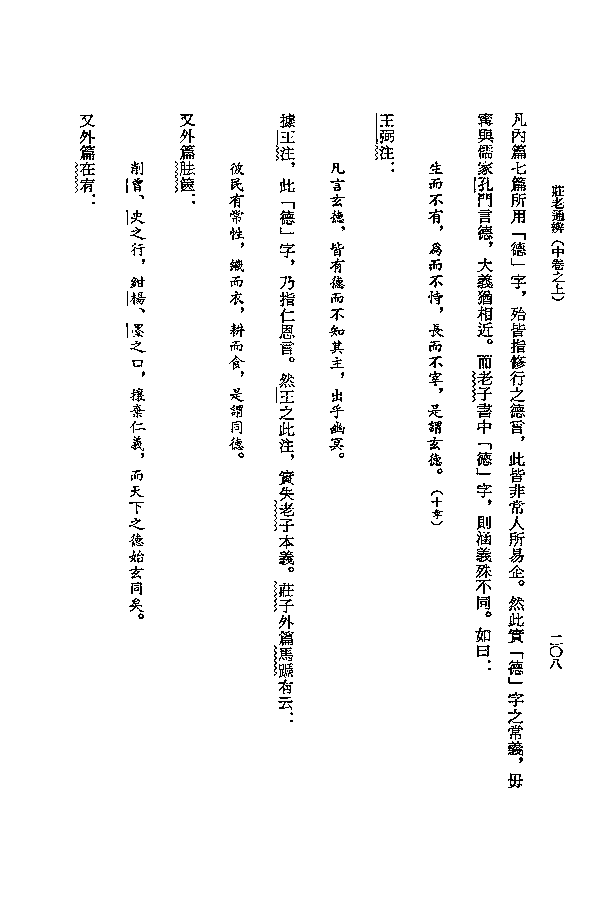 莊老通辨（中卷之上）
二〇八
凡內篇七篇所用「德」字，殆皆指修行之德言，此皆非常人所易企。然此實「德」字之常義，毋
寧與儒家孔門言德，大義猶相近。而老子書中「德」字，則涵義殊不同。如曰：
生而不有，為而不恃，長而不宰，是謂玄德。（十章）
王弼注：
凡言玄德，皆有德而不知其主，出乎幽冥。
據王注，此「德」字，乃指仁恩言。然王之此注，實失老子本義。莊子外篇馬蹏有云：
彼民有常性，織而衣，耕而食，是謂同德。
又外篇胠篋：
削曾、史之行，鉗楊、墨之口，攘棄仁義，而天下之德始玄同矣。
又外篇在宥：